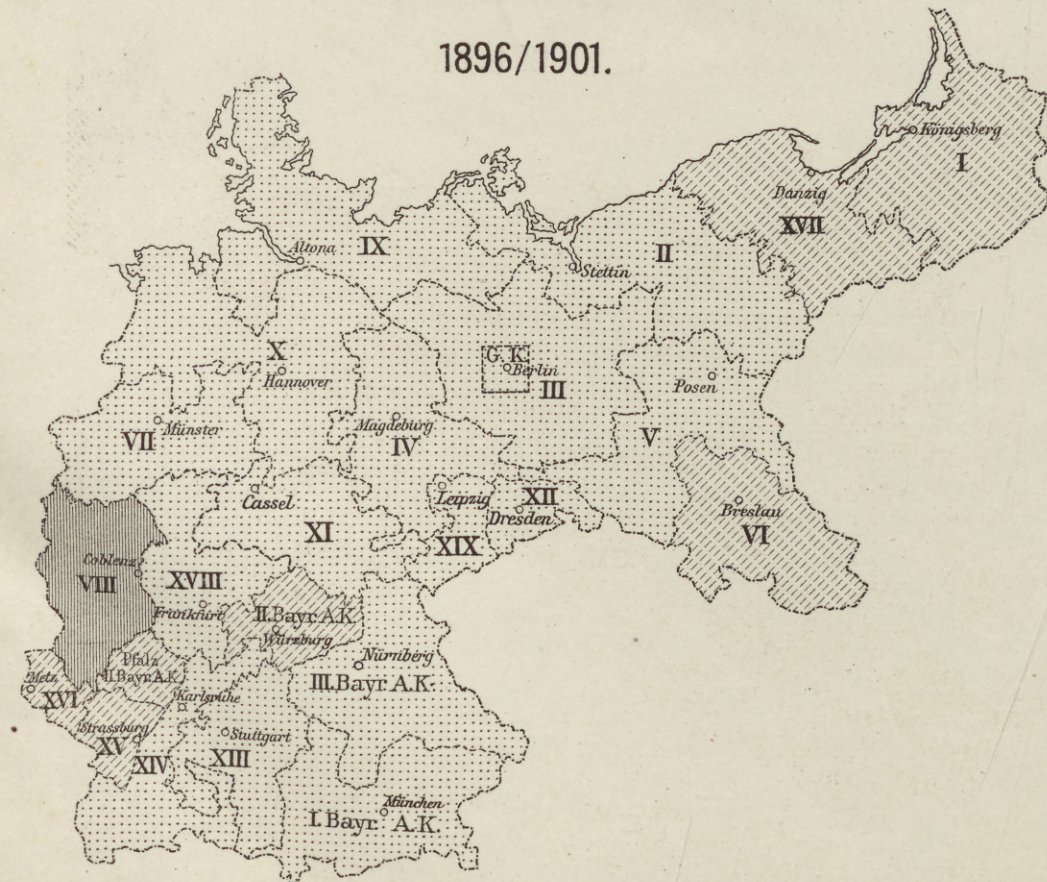 1896/1901.
Königsberg
I
Danzig
XVII
Altona
IX
II
Stettin
X
Hannover
G. K.
Berlin
III
Posen
VII
Münster
Magdeburg
IV
V
Cassel
Leipzig
XII
Dresden
Breslau
VI
XI
XIX
Coblenz
VIII
XVIII
Frankfurt
II. Bayr. A.K.
Würzburg
Pfalz
II. Bayr. A.K.
Nürnberg
III. Bayr. A.K.
Metz
XVI
Karlsruhe
Strassburg
XV
Stuttgart
XIV
XIII
München
I. Bayr. A.K.